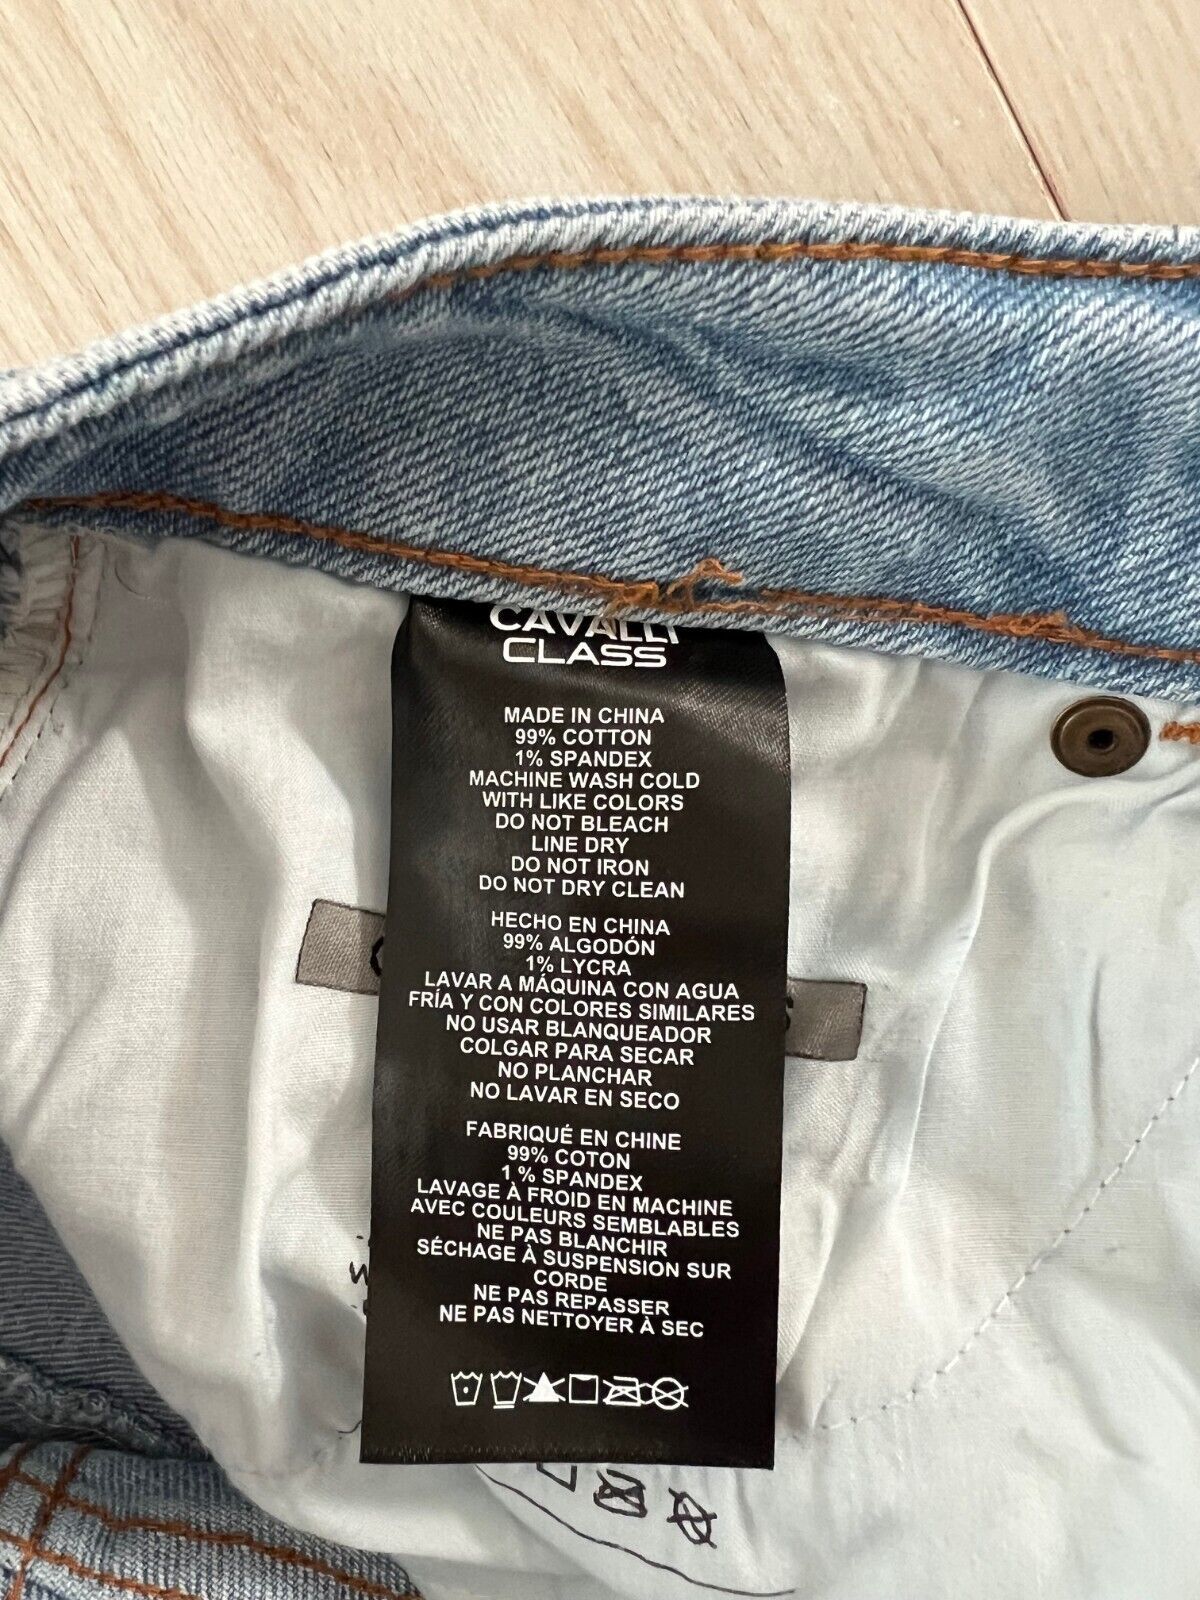 CAVALLI
CLASS
MADE IN CHINA
99% COTTON
1% SPANDEX
MACHINE WASH COLD
WITH LIKE COLORS
DO NOT BLEACH
LINE DRY
DO NOT IRON
DO NOT DRY CLEAN
HECHO EN CHINA
99% ALGODÓN
1% LYCRA
LAVAR A MÁQUINA CON AGUA
FRÍA Y CON COLORES SIMILARES
NO USAR BLANQUEADOR
COLGAR PARA SECAR
NO PLANCHAR
NO LAVAR EN SECO
FABRIQUÉ EN CHINE
99% COTON
1 % SPANDEX
LAVAGE À FROID EN MACHINE
AVEC COULEURS SEMBLABLES
NE PAS BLANCHIR
SÉCHAGE À SUSPENSION SUR
CORDE
NE PAS REPASSER
NE PAS NETTOYER À SEC